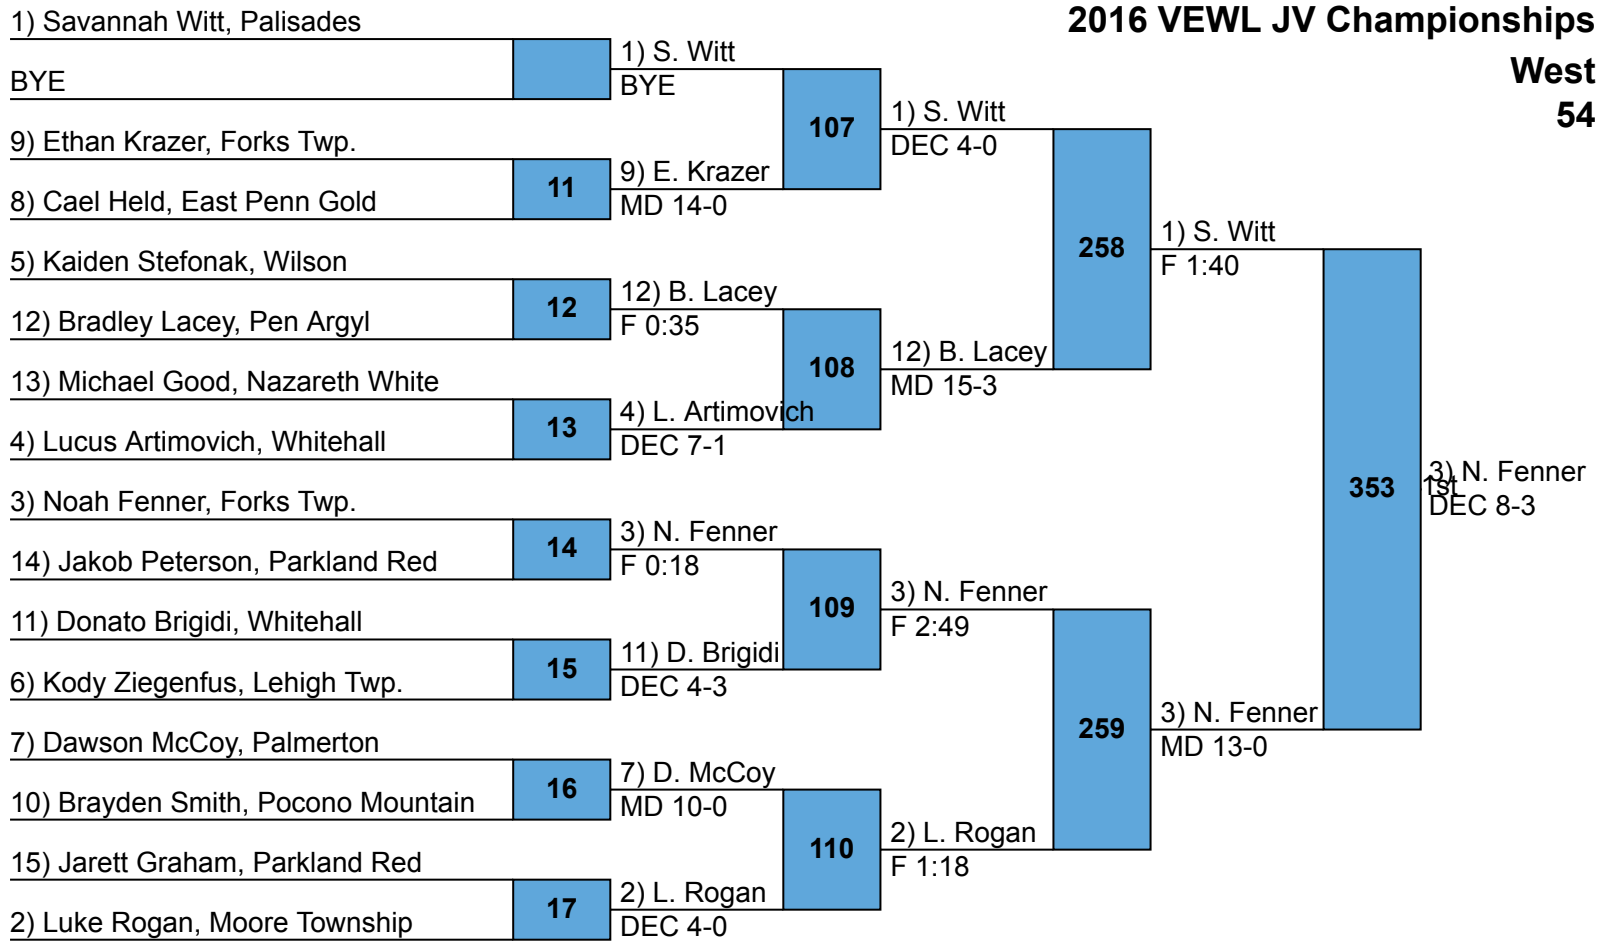 2016 VEWL JV Championships
West
54
1) Savannah Witt, Palisades
BYE
9) Ethan Krazer, Forks Twp.
8) Cael Held, East Penn Gold
5) Kaiden Stefonak, Wilson
12) Bradley Lacey, Pen Argyl
13) Michael Good, Nazareth White
4) Lucus Artimovich, Whitehall
3) Noah Fenner, Forks Twp.
14) Jakob Peterson, Parkland Red
11) Donato Brigidi, Whitehall
6) Kody Ziegenfus, Lehigh Twp.
7) Dawson McCoy, Palmerton
10) Brayden Smith, Pocono Mountain
15) Jarett Graham, Parkland Red
2) Luke Rogan, Moore Township
11
12
13
14
15
16
17
1) S. Witt
BYE
9) E. Krazer
MD 14-0
12) B. Lacey
F 0:35
4) L. Artimovich
DEC 7-1
3) N. Fenner
F 0:18
11) D. Brigidi
DEC 4-3
7) D. McCoy
MD 10-0
2) L. Rogan
DEC 4-0
107
108
109
110
1) S. Witt
DEC 4-0
12) B. Lacey
MD 15-3
3) N. Fenner
F 2:49
2) L. Rogan
F 1:18
258
259
1) S. Witt
F 1:40
3) N. Fenner
MD 13-0
353
3) N. Fenner
1st
DEC 8-3